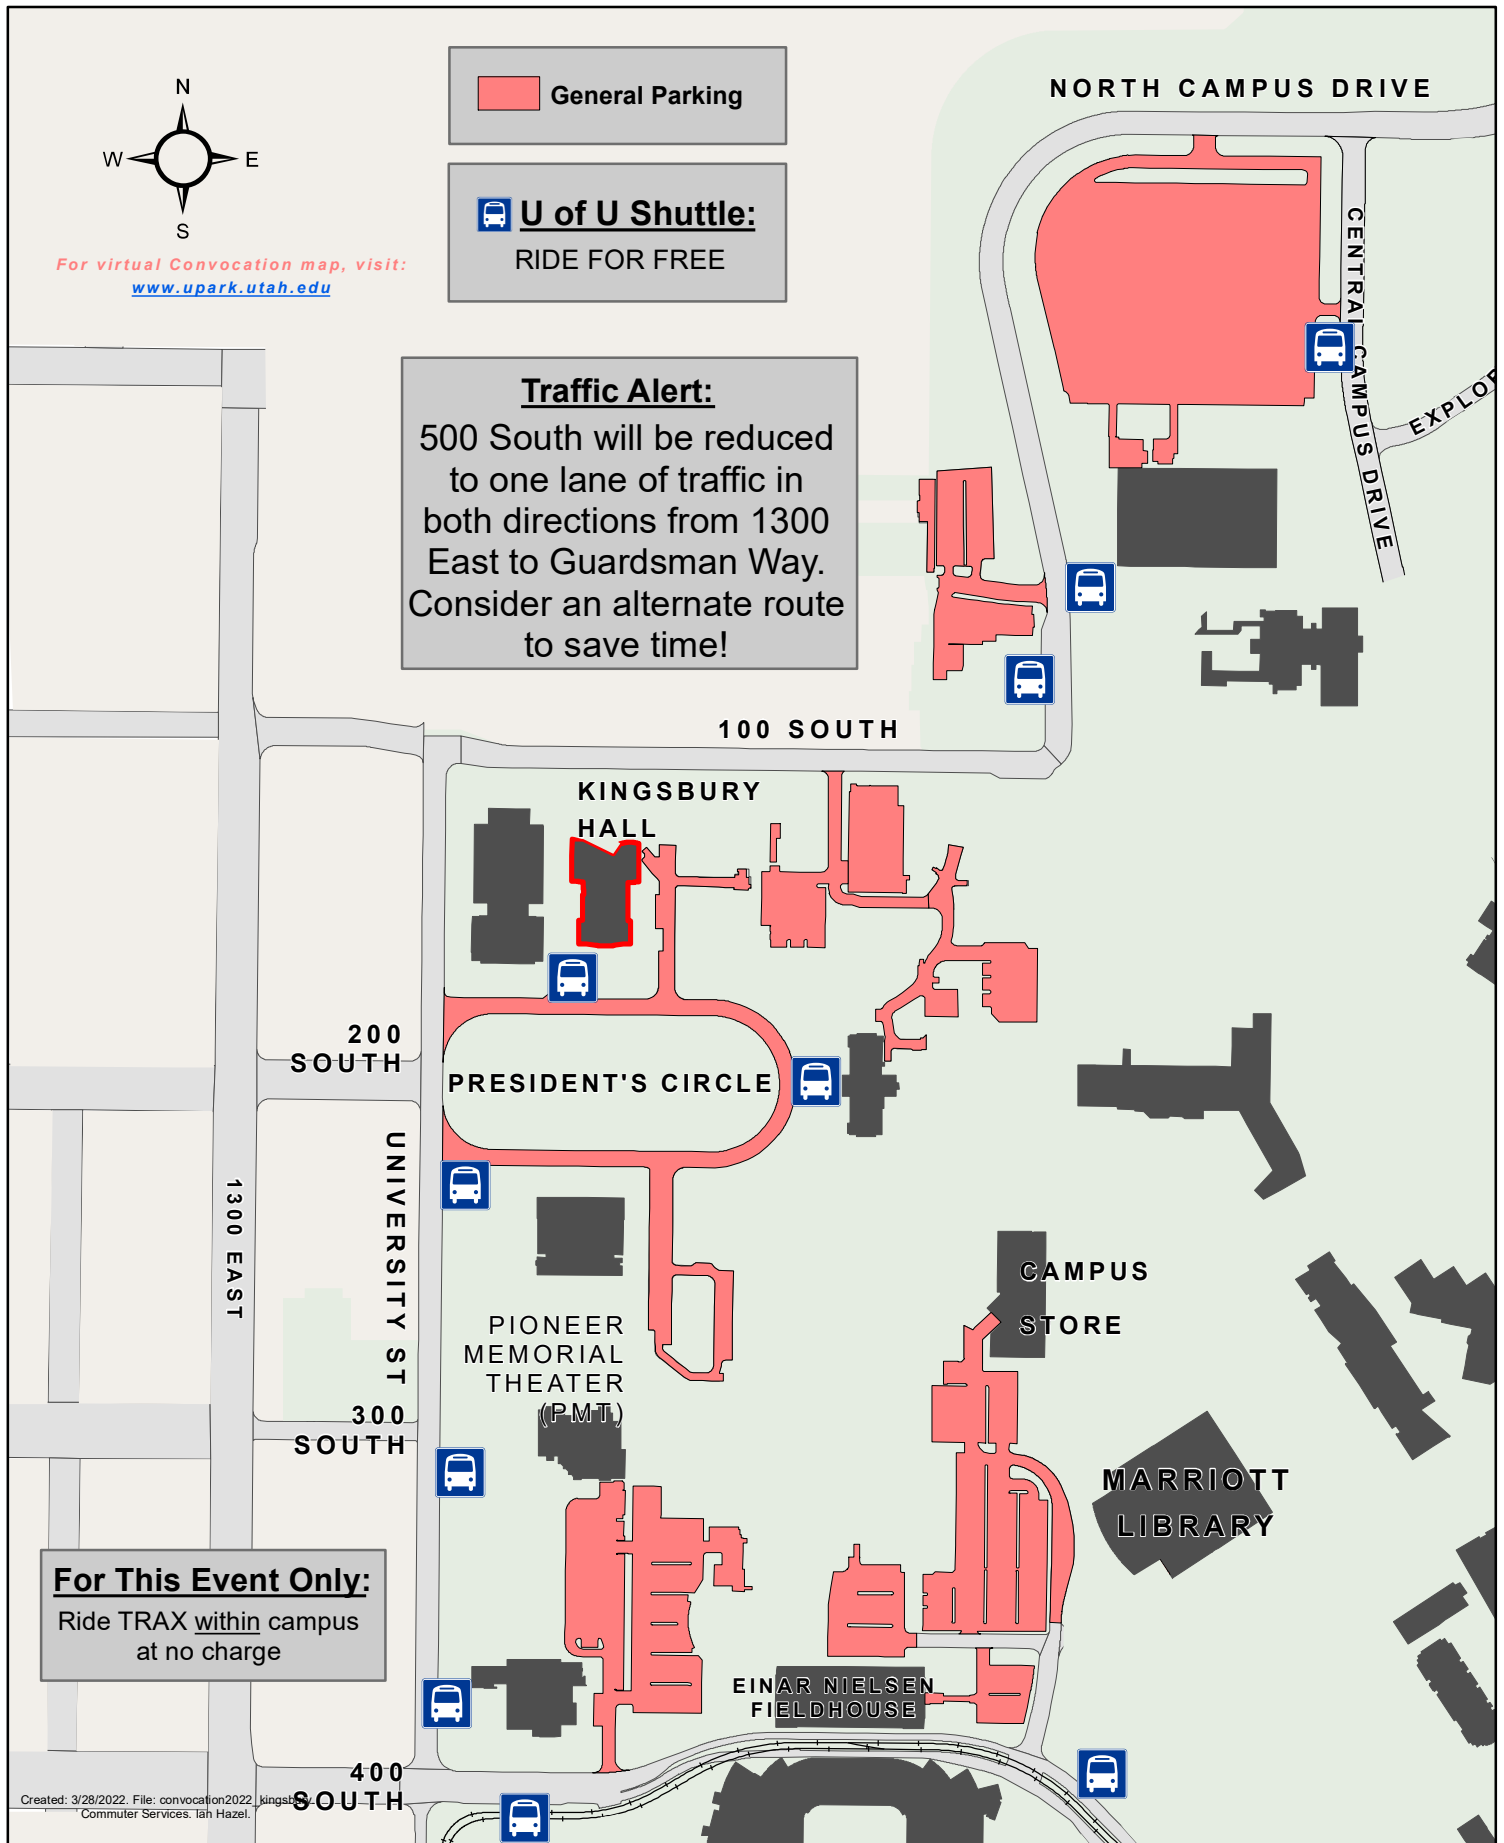 N
W
E
S
For virtual Convocation map, visit:
www.upark.utah.edu
General Parking
U of U Shuttle:
RIDE FOR FREE
NORTH CAMPUS DRIVE
CENTRAL CAMPUS DRIVE
Traffic Alert:
500 South will be reduced
to one lane of traffic in
both directions from 1300
East to Guardsman Way.
Consider an alternate route
to save time!
100 SOUTH
KINGSBURY
HALL
200
SOUTH
PRESIDENT'S CIRCLE
UNIVERSITY ST
1300 EAST
CAMPUS
STORE
PIONEER
MEMORIAL
THEATER
(PMT)
300
SOUTH
MARRIOTT
LIBRARY
For This Event Only:
Ride TRAX within campus
at no charge
EINAR NIELSEN
FIELDHOUSE
400
SOUTH
Created: 3/28/2022. File: convocation2022_kingsbury.
Commuter Services. Ian Hazel.